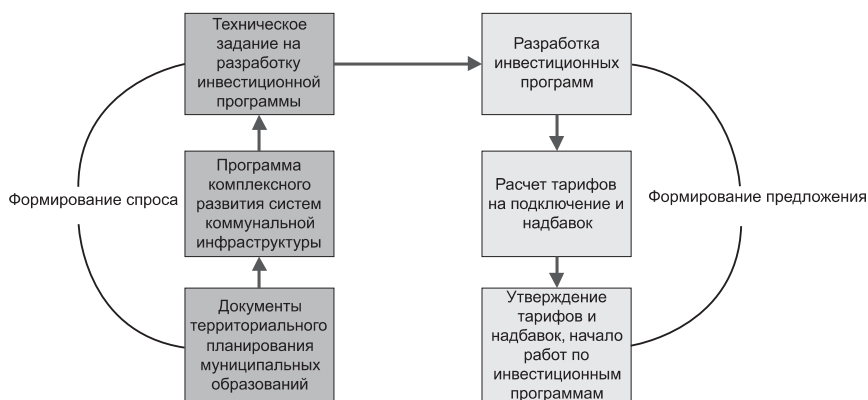 Техническое
задание на
разработку
инвестиционной
программы
Разработка
инвестиционных
программ
Формирование спроса
Программа
комплексного
развития систем
коммунальной
инфраструктуры
Расчет тарифов
на подключение и
надбавок
Формирование предложения
Документы
территориального
планирования
муниципальных
образований
Утверждение
тарифов и
надбавок, начало
работ по
инвестиционным
программам